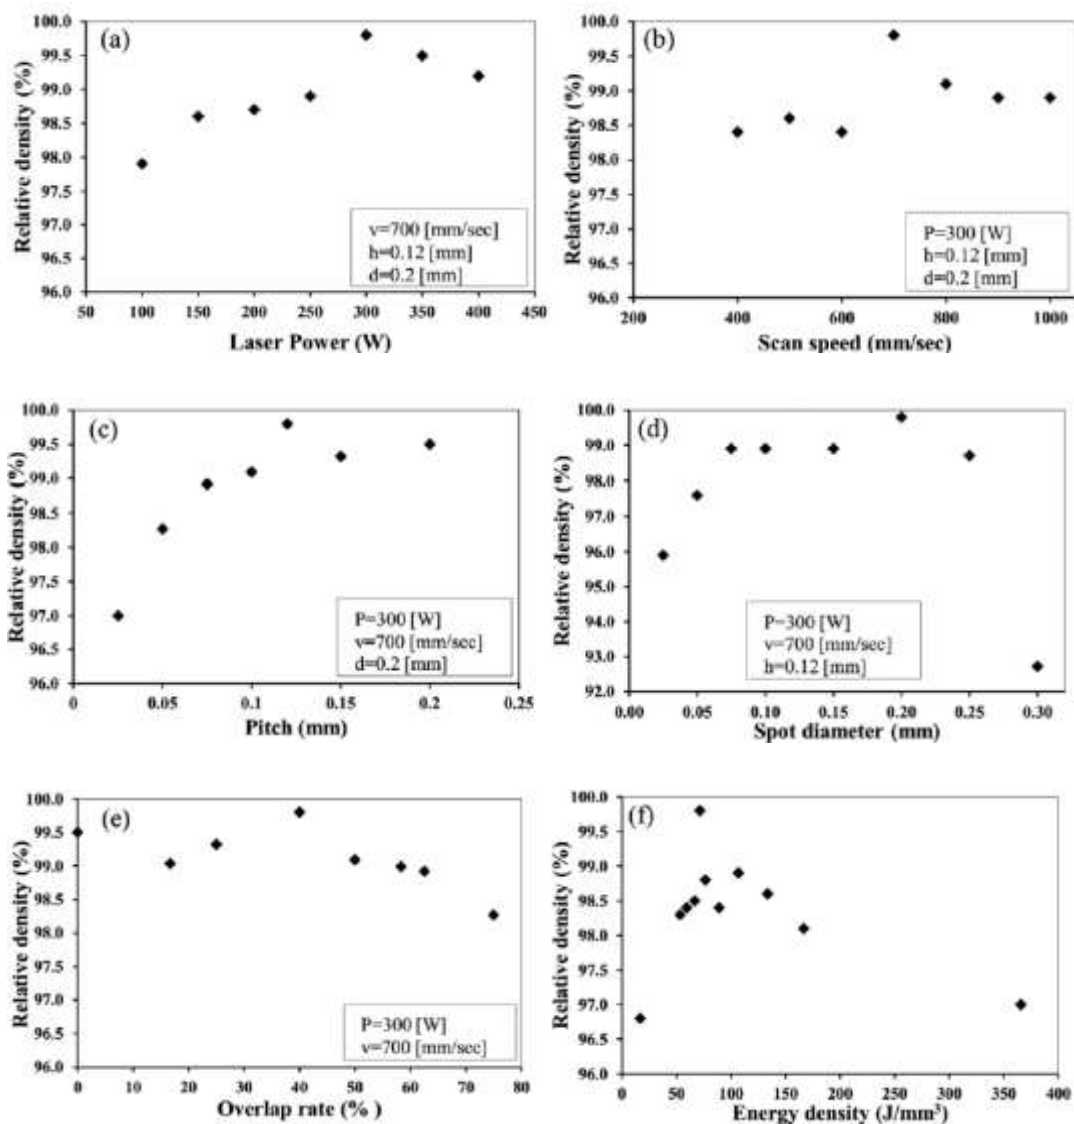 (a)
Relative density (%)
100.0
99.5
99.0
98.5
98.0
97.5
97.0
96.5
96.0
v=700 [mm/sec]
h=0.12 [mm]
d=0.2 [mm]
50 100 150 200 250 300 350 400 450
Laser Power (W)
(b)
Relative density (%)
100.0
99.5
99.0
98.5
98.0
97.5
97.0
96.5
96.0
P=300 [W]
h=0.12 [mm]
d=0.2 [mm]
200 400 600 800 1000
Scan speed (mm/sec)
(c)
Relative density (%)
100.0
99.5
99.0
98.5
98.0
97.5
97.0
96.5
96.0
P=300 [W]
v=700 [mm/sec]
d=0.2 [mm]
0 0.05 0.1 0.15 0.2 0.25
Pitch (mm)
(d)
Relative density (%)
100.0
99.0
98.0
97.0
96.0
95.0
94.0
93.0
92.0
P=300 [W]
v=700 [mm/sec]
h=0.12 [mm]
0.00 0.05 0.10 0.15 0.20 0.25 0.30
Spot diameter (mm)
(e)
Relative density (%)
100.0
99.5
99.0
98.5
98.0
97.5
97.0
96.5
96.0
P=300 [W]
v=700 [mm/sec]
0 10 20 30 40 50 60 70 80
Overlap rate (% )
(f)
Relative density (%)
100.0
99.5
99.0
98.5
98.0
97.5
97.0
96.5
96.0
0 50 100 150 200 250 300 350 400
Energy density (J/mm³)